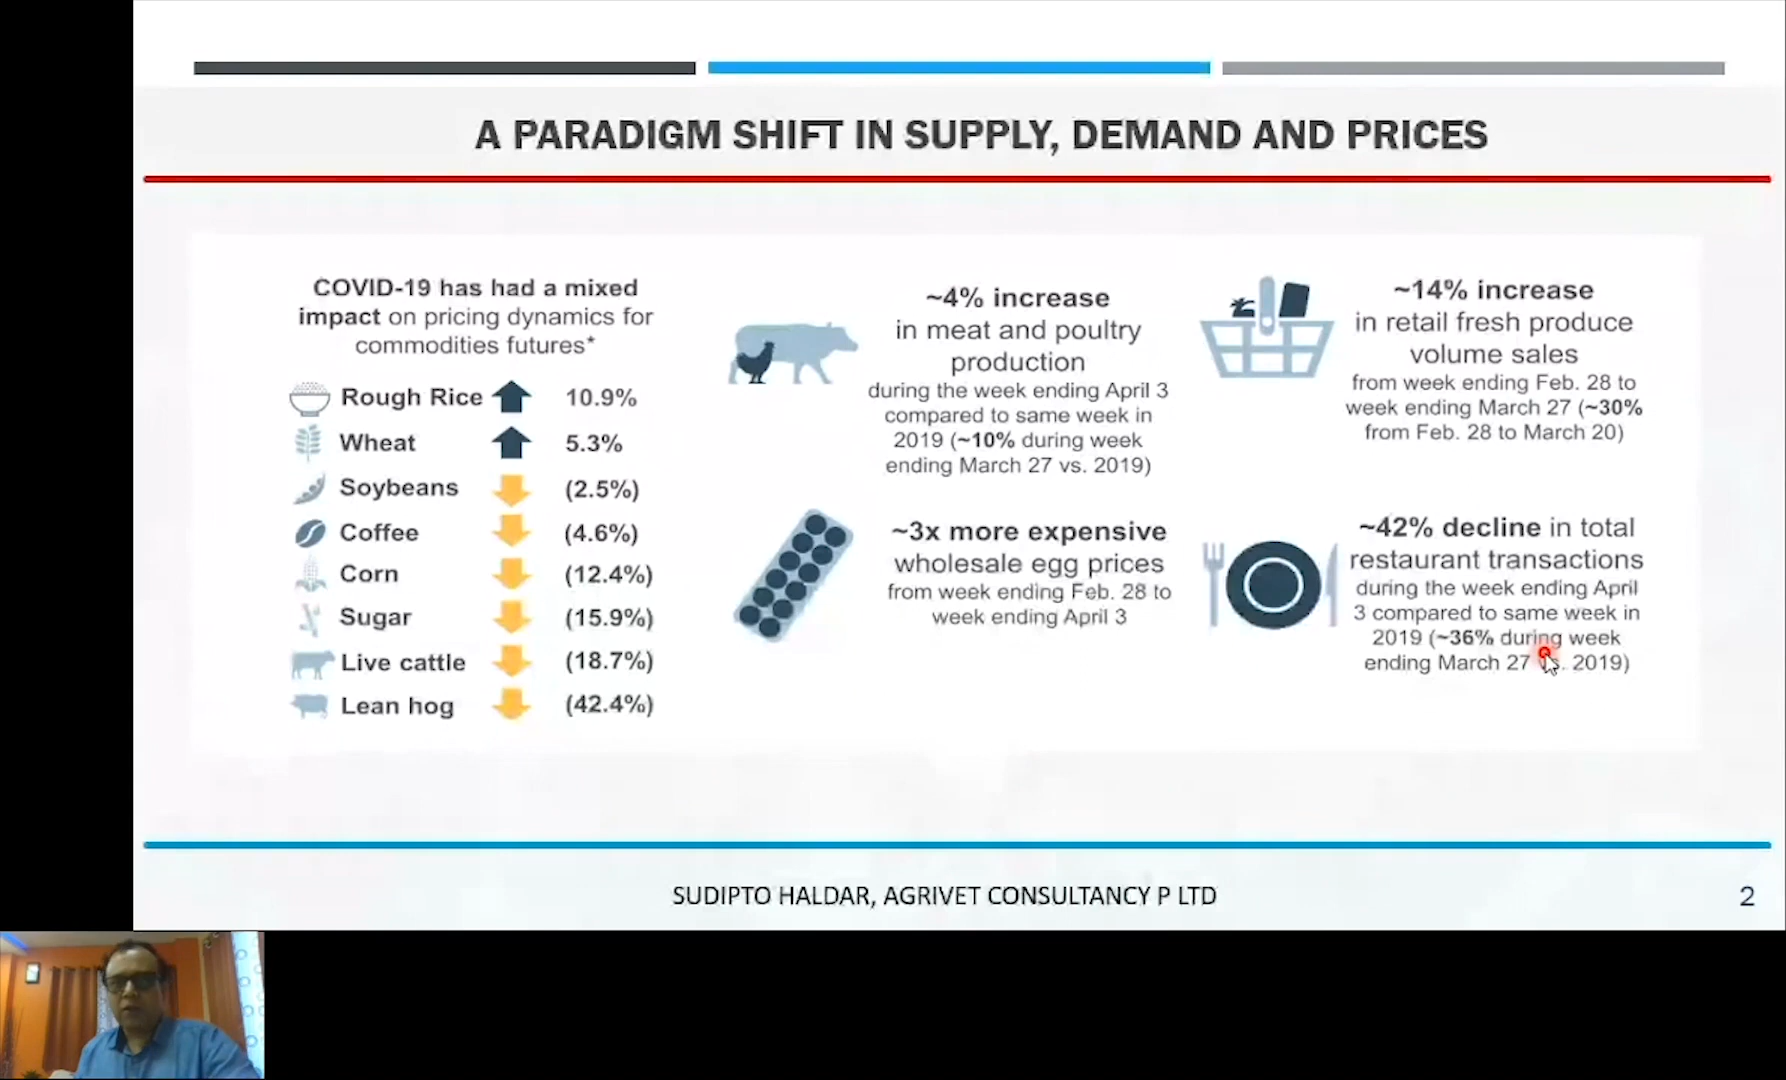 A PARADIGM SHIFT IN SUPPLY, DEMAND AND PRICES
COVID-19 has had a mixed
impact on pricing dynamics for
commodities futures*
Rough Rice 10.9%
Wheat 5.3%
Soybeans (2.5%)
Coffee (4.6%)
Corn (12.4%)
Sugar (15.9%)
Live cattle (18.7%)
Lean hog (42.4%)
~4% increase
in meat and poultry
production
during the week ending April 3
compared to same week in
2019 (~10% during week
ending March 27 vs. 2019)
~3x more expensive
wholesale egg prices
from week ending Feb. 28 to
week ending April 3
~14% increase
in retail fresh produce
volume sales
from week ending Feb. 28 to
week ending March 27 (~30%
from Feb. 28 to March 20)
~42% decline in total
restaurant transactions
during the week ending April
3 compared to same week in
2019 (~36% during week
ending March 27 vs. 2019)
SUDIPTO HALDAR, AGRIVET CONSULTANCY P LTD
2